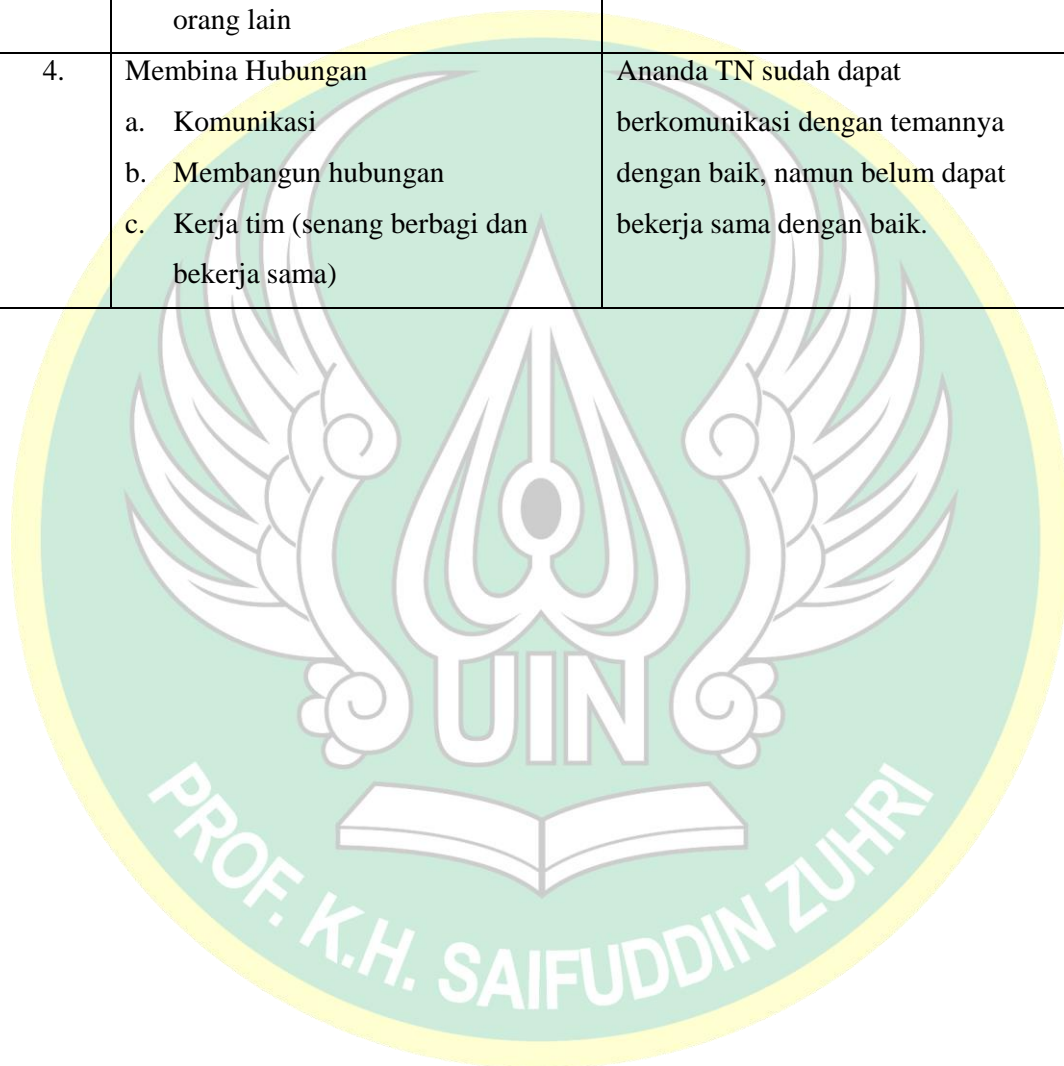 orang lain
4. Membina Hubungan Ananda TN sudah dapat
a. Komunikasi berkomunikasi dengan temannya
b. Membangun hubungan dengan baik, namun belum dapat
c. Kerja tim (senang berbagi dan bekerja sama dengan baik.
bekerja sama)
UIN
PROF. K.H. SAIFUDDIN ZUHRI